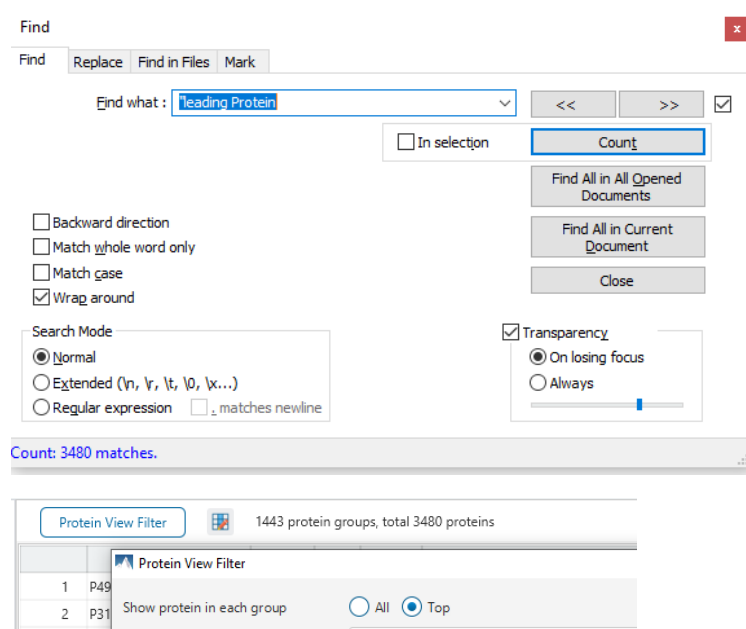 Find
x
Find Replace Find in Files Mark
Find what : "leading Protein
<< >>
In selection
Count
Find All in All Opened
Documents
Find All in Current
Document
Close
Backward direction
Match whole word only
Match case
Wrap around
Search Mode
Normal
Extended (\n, \r, \t, \0, \x...)
Regular expression . matches newline
Transparency
On losing focus
Always
Count: 3480 matches.
Protein View Filter 1443 protein groups, total 3480 proteins
Protein View Filter
1 P49
2 P31
Show protein in each group All Top